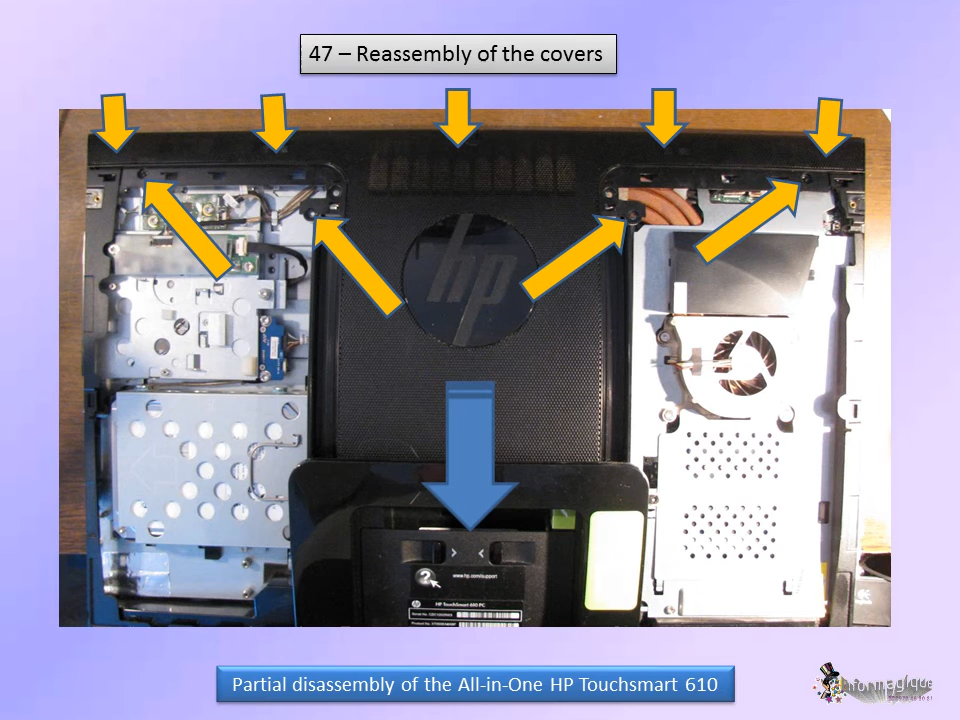 47 – Reassembly of the covers
hp
www.hp.com/support
?
HP TouchSmart 610 PC
Partial disassembly of the All-in-One HP Touchsmart 610